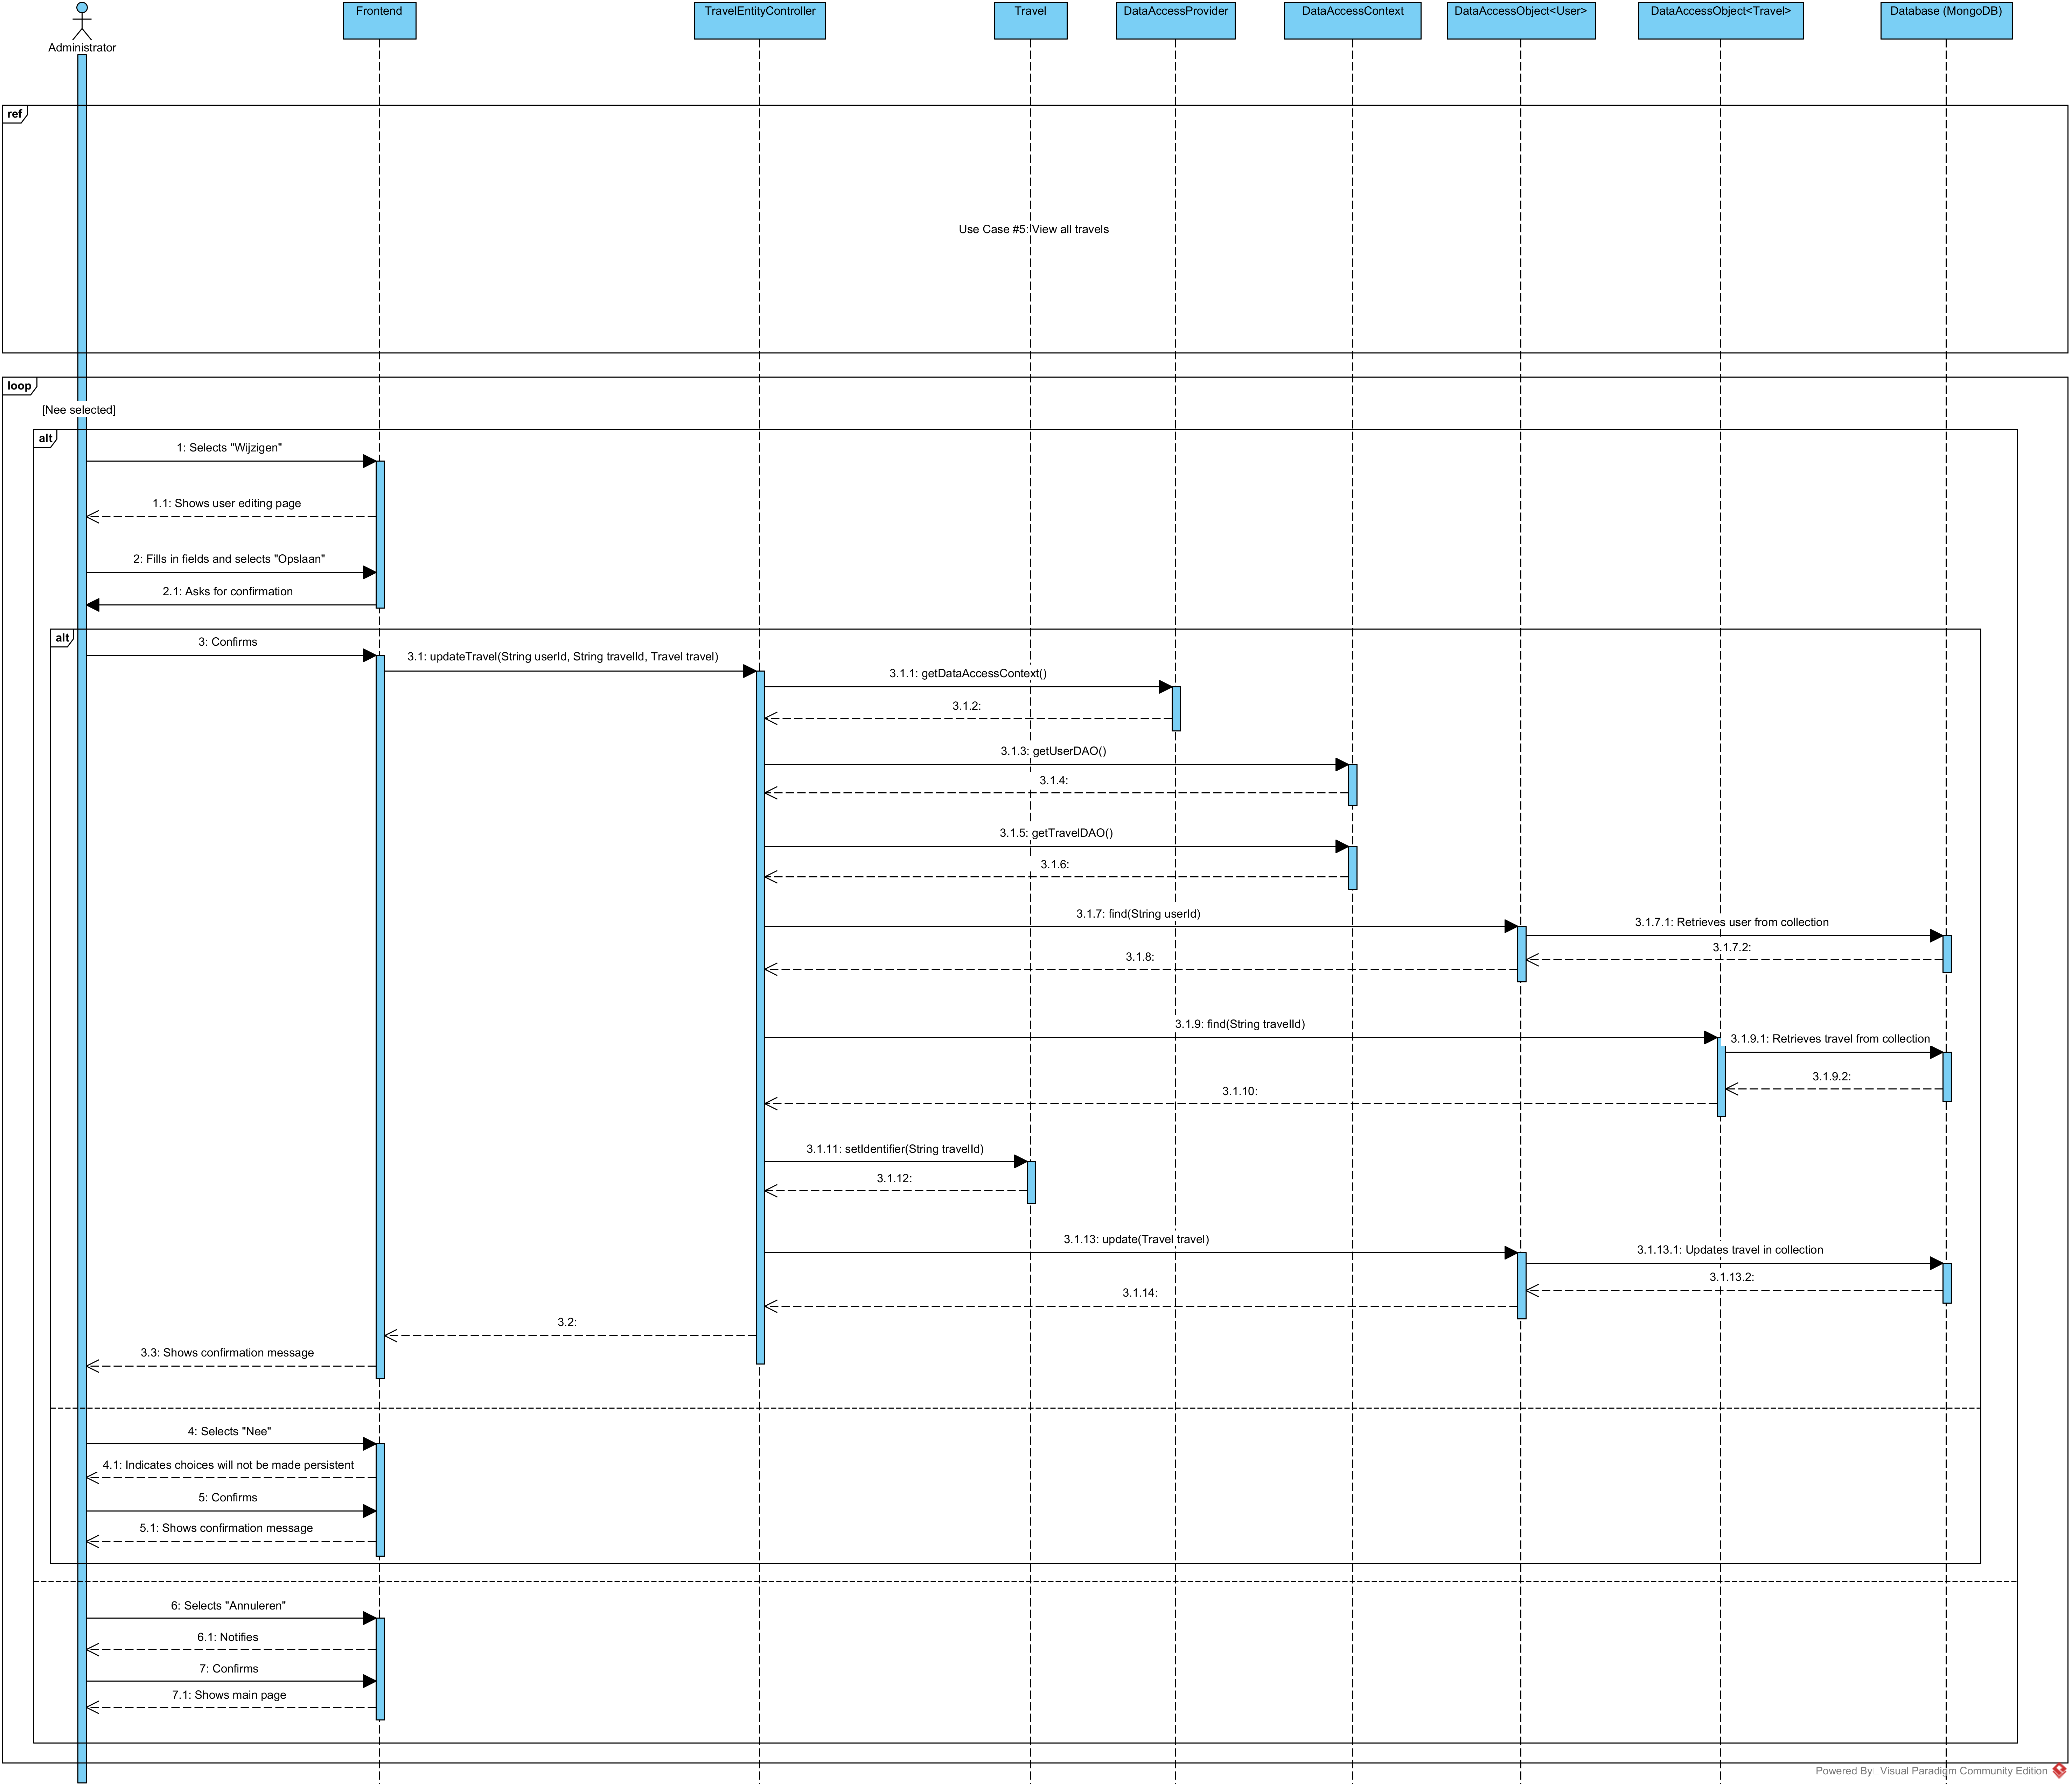 Administrator
Frontend
TravelEntityController
Travel
DataAccessProvider
DataAccessContext
DataAccessObject<User>
DataAccessObject<Travel>
Database (MongoDB)
ref
Use Case #5: View all travels
loop
[Nee selected]
alt
1: Selects "Wijzigen"
1.1: Shows user editing page
2: Fills in fields and selects "Opslaan"
2.1: Asks for confirmation
alt
3: Confirms
3.1: updateTravel(String userId, String travelId, Travel travel)
3.1.1: getDataAccessContext()
3.1.2:
3.1.3: getUserDAO()
3.1.4:
3.1.5: getTravelDAO()
3.1.6:
3.1.7: find(String userId)
3.1.7.1: Retrieves user from collection
3.1.7.2:
3.1.8:
3.1.9: find(String travelId)
3.1.9.1: Retrieves travel from collection
3.1.9.2:
3.1.10:
3.1.11: setIdentifier(String travelId)
3.1.12:
3.1.13: update(Travel travel)
3.1.13.1: Updates travel in collection
3.1.13.2:
3.1.14:
3.2:
3.3: Shows confirmation message
4: Selects "Nee"
4.1: Indicates choices will not be made persistent
5: Confirms
5.1: Shows confirmation message
6: Selects "Annuleren"
6.1: Notifies
7: Confirms
7.1: Shows main page
Powered By Visual Paradigm Community Edition